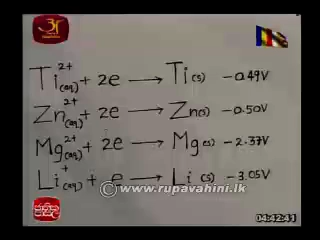 Ti²⁺(aq) + 2e ⟶ Ti(s) -0.49V
Zn²⁺(aq) + 2e ⟶ Zn(s) -0.50V
Mg²⁺(aq) + 2e ⟶ Mg(s) -2.37V
Li⁺(aq) + e ⟶ Li(s) -3.05V
©www.rupavahini.lk
04:42:41